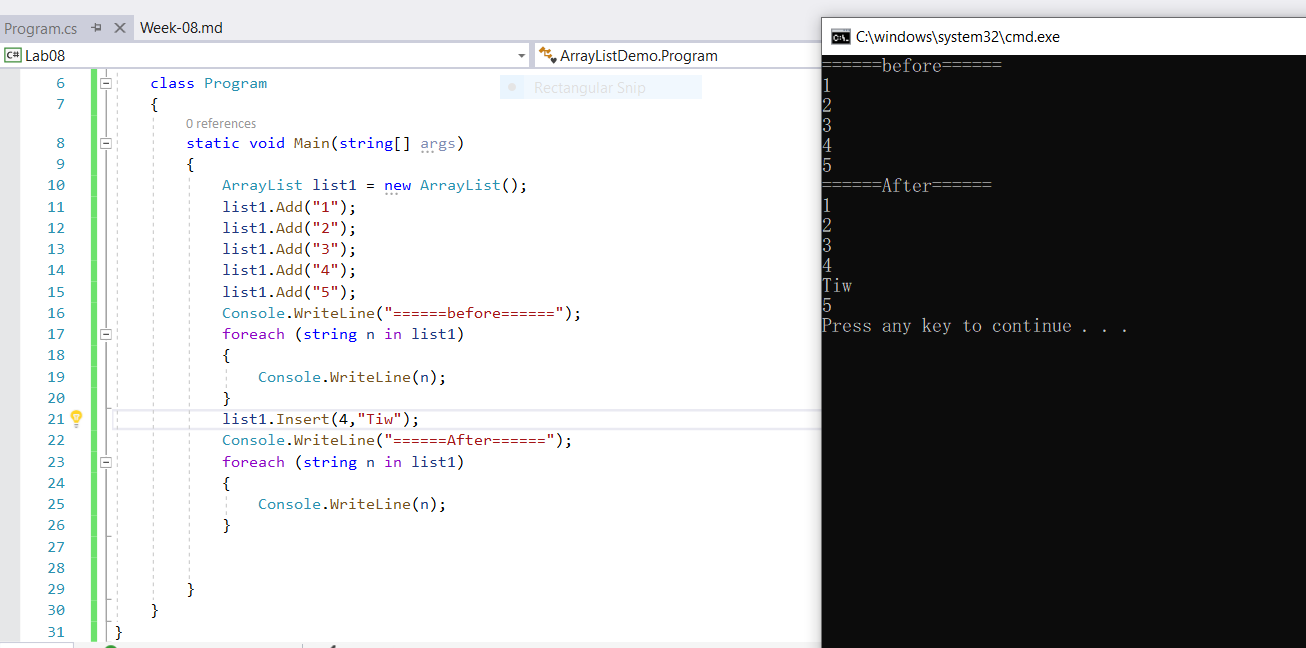 Program.cs Week-08.md
C# Lab08 ArrayListDemo.Program
6 class Program
Rectangular Snip
7 {
0 references
8 static void Main(string[] args)
9 {
10 ArrayList list1 = new ArrayList();
11 list1.Add("1");
12 list1.Add("2");
13 list1.Add("3");
14 list1.Add("4");
15 list1.Add("5");
16 Console.WriteLine("======before======");
17 foreach (string n in list1)
18 {
19 Console.WriteLine(n);
20 }
21 list1.Insert(4,"Tiw");
22 Console.WriteLine("======After======");
23 foreach (string n in list1)
24 {
25 Console.WriteLine(n);
26 }
27
28
29 }
30 }
31 }
C:\windows\system32\cmd.exe
======before======
1
2
3
4
5
======After======
1
2
3
4
Tiw
5
Press any key to continue . . .